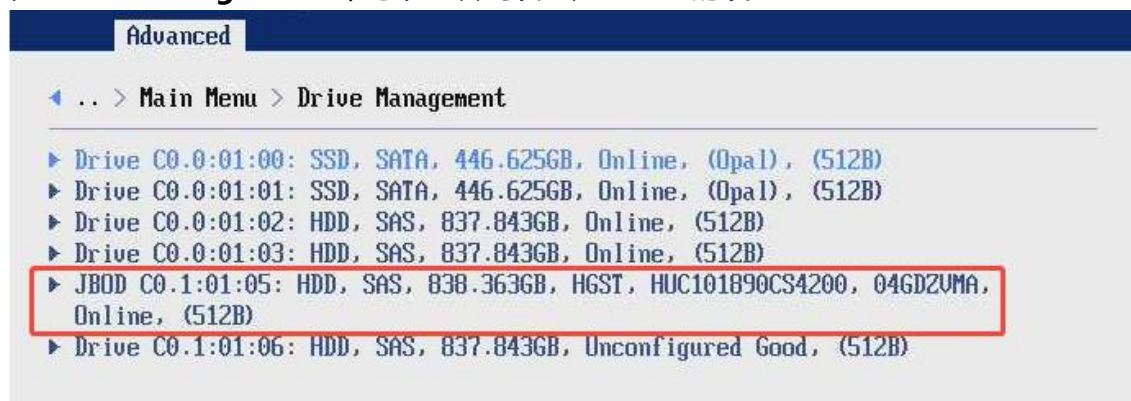 Advanced
.. > Main Menu > Drive Management
Drive C0.0:01:00: SSD, SATA, 446.625GB, Online, (Opal), (512B)
Drive C0.0:01:01: SSD, SATA, 446.625GB, Online, (Opal), (512B)
Drive C0.0:01:02: HDD, SAS, 837.843GB, Online, (512B)
Drive C0.0:01:03: HDD, SAS, 837.843GB, Online, (512B)
JBOD C0.1:01:05: HDD, SAS, 838.363GB, HGST, HUC101890CS4200, 04GDZVMA,
Online, (512B)
Drive C0.1:01:06: HDD, SAS, 837.843GB, Unconfigured Good, (512B)